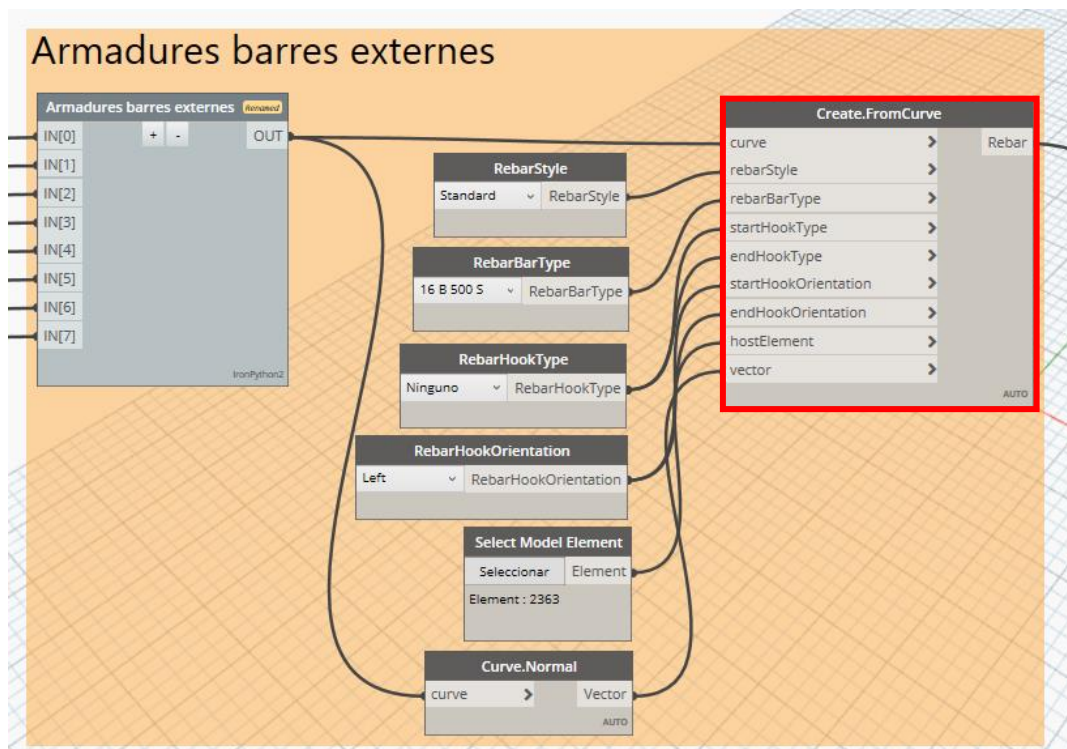 Armadures barres externes
Armadures barres externes Renamed
IN[0] + - OUT
IN[1]
IN[2]
IN[3]
IN[4]
IN[5]
IN[6]
IN[7]
IronPython2
RebarStyle
Standard RebarStyle
RebarBarType
16 B 500 S RebarBarType
RebarHookType
Ninguno RebarHookType
RebarHookOrientation
Left RebarHookOrientation
Select Model Element
Seleccionar Element
Element : 2363
Curve.Normal
curve > Vector
AUTO
Create.FromCurve
curve > Rebar
rebarStyle >
rebarBarType >
startHookType >
endHookType >
startHookOrientation >
endHookOrientation >
hostElement >
vector >
AUTO